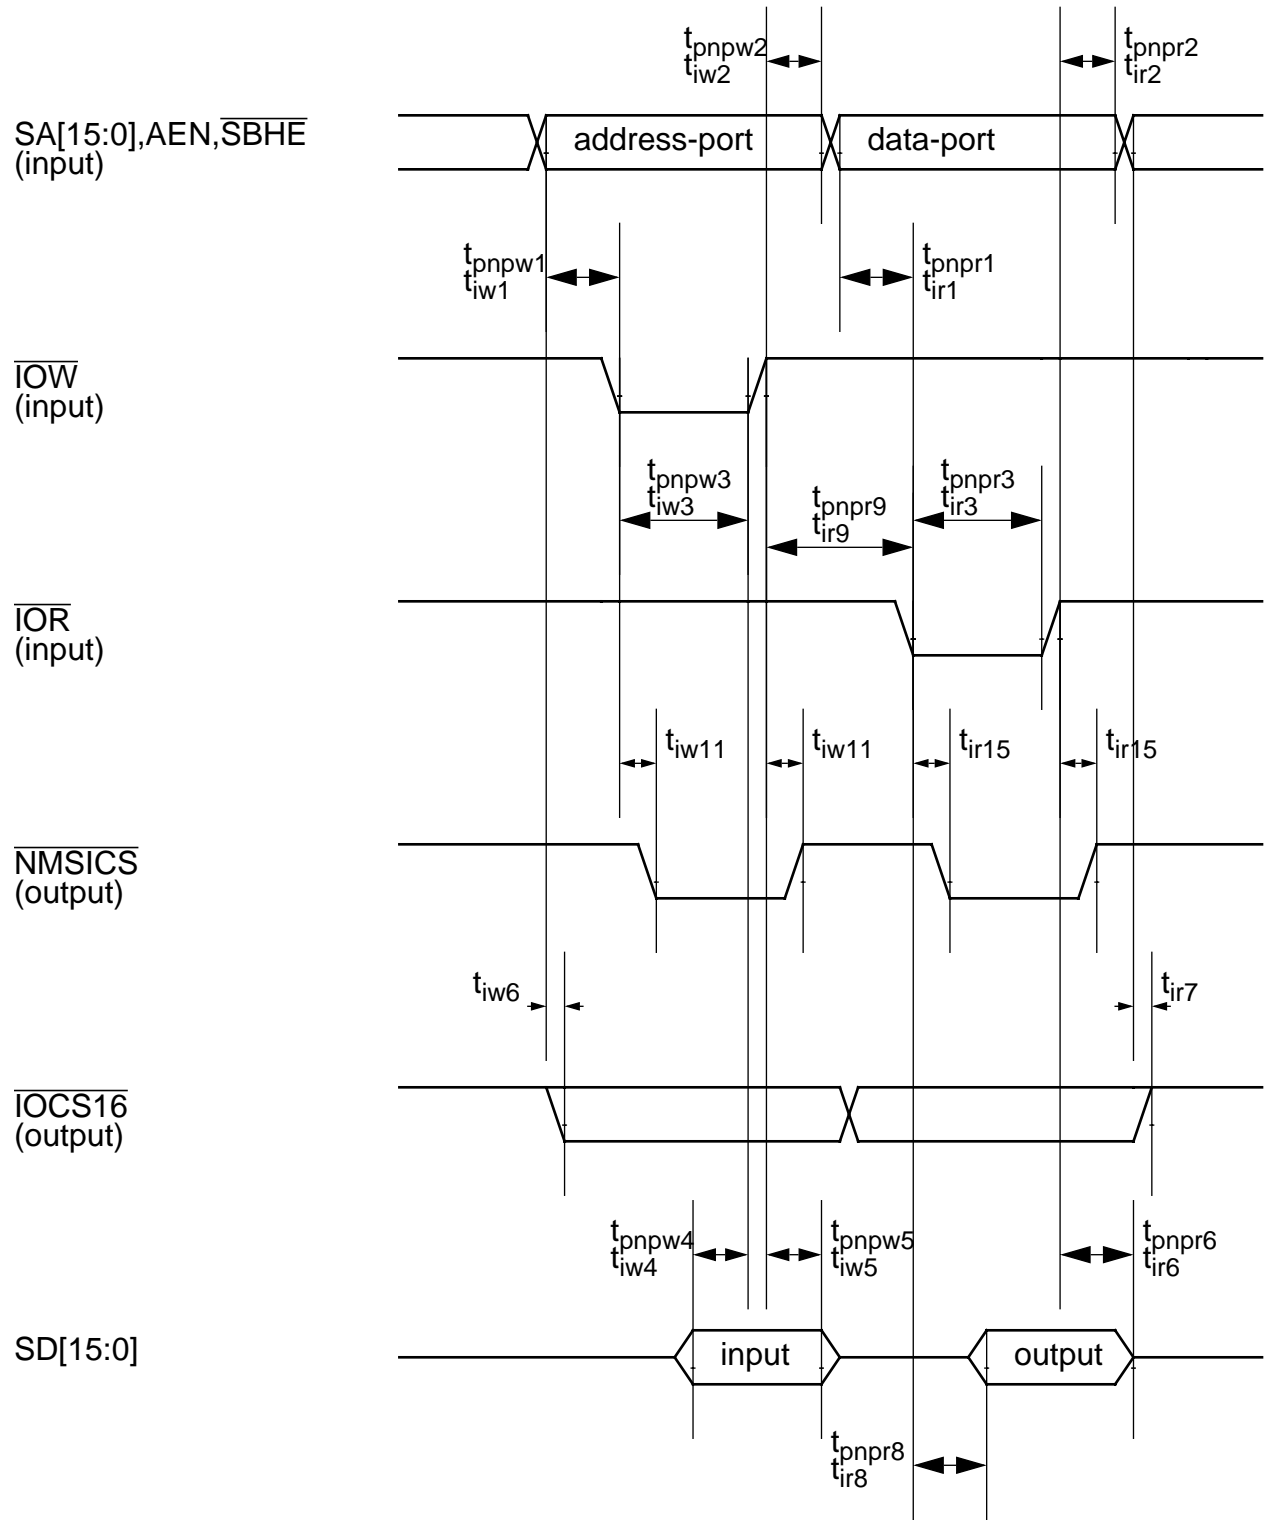 tpnpw2
tiw2
tpnpr2
tir2
SA[15:0],AEN,SBHE
(input)
address-port
data-port
tpnpw1
tiw1
tpnpr1
tir1
IOW
(input)
tpnpw3
tiw3
tpnpr9
tir9
tpnpr3
tir3
IOR
(input)
tiw11
tiw11
tir15
tir15
NMSICS
(output)
tiw6
tir7
IOCS16
(output)
tpnpw4
tiw4
tpnpw5
tiw5
tpnpr6
tir6
SD[15:0]
input
output
tpnpr8
tir8